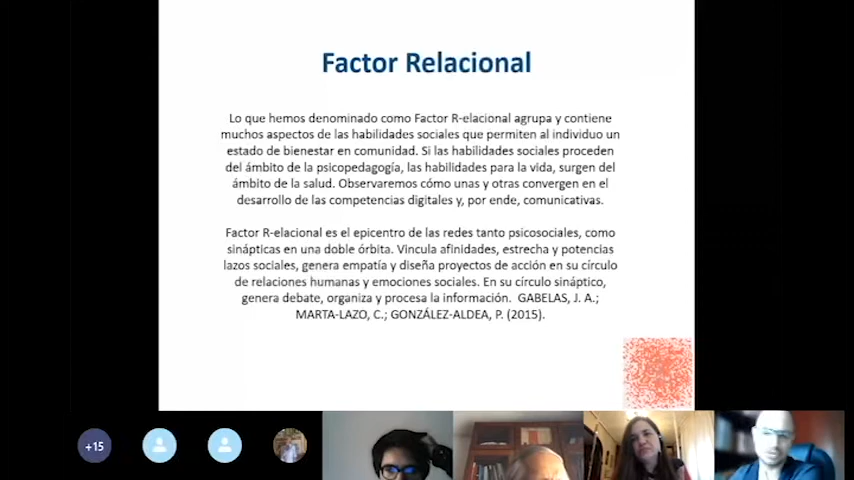 Factor Relacional
Lo que hemos denominado como Factor R-elacional agrupa y contiene
muchos aspectos de las habilidades sociales que permiten al individuo un
estado de bienestar en comunidad. Si las habilidades sociales proceden
del ámbito de la psicopedagogía, las habilidades para la vida, surgen del
ámbito de la salud. Observaremos cómo unas y otras convergen en el
desarrollo de las competencias digitales y, por ende, comunicativas.
Factor R-elacional es el epicentro de las redes tanto psicosociales, como
sinápticas en una doble órbita. Vincula afinidades, estrecha y potencias
lazos sociales, genera empatía y diseña proyectos de acción en su círculo
de relaciones humanas y emociones sociales. En su círculo sináptico,
genera debate, organiza y procesa la información. GABELAS, J. A.;
MARTA-LAZO, C.; GONZÁLEZ-ALDEA, P. (2015).
+15